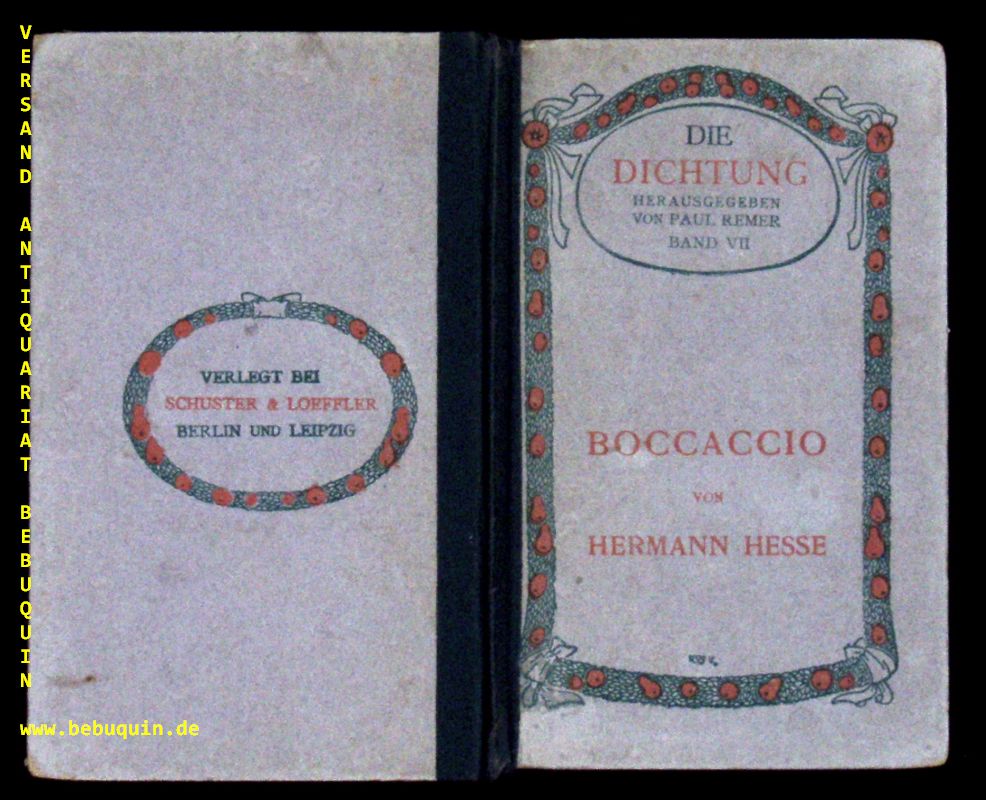 VERSAND ANTIQUARIAT BEBUQUIN
www.bebuquin.de
VERLEGT BEI
SCHUSTER & LOEFFLER
BERLIN UND LEIPZIG
DIE
DICHTUNG
HERAUSGEGEBEN
VON PAUL REMER
BAND VII
BOCCACCIO
VON
HERMANN HESSE